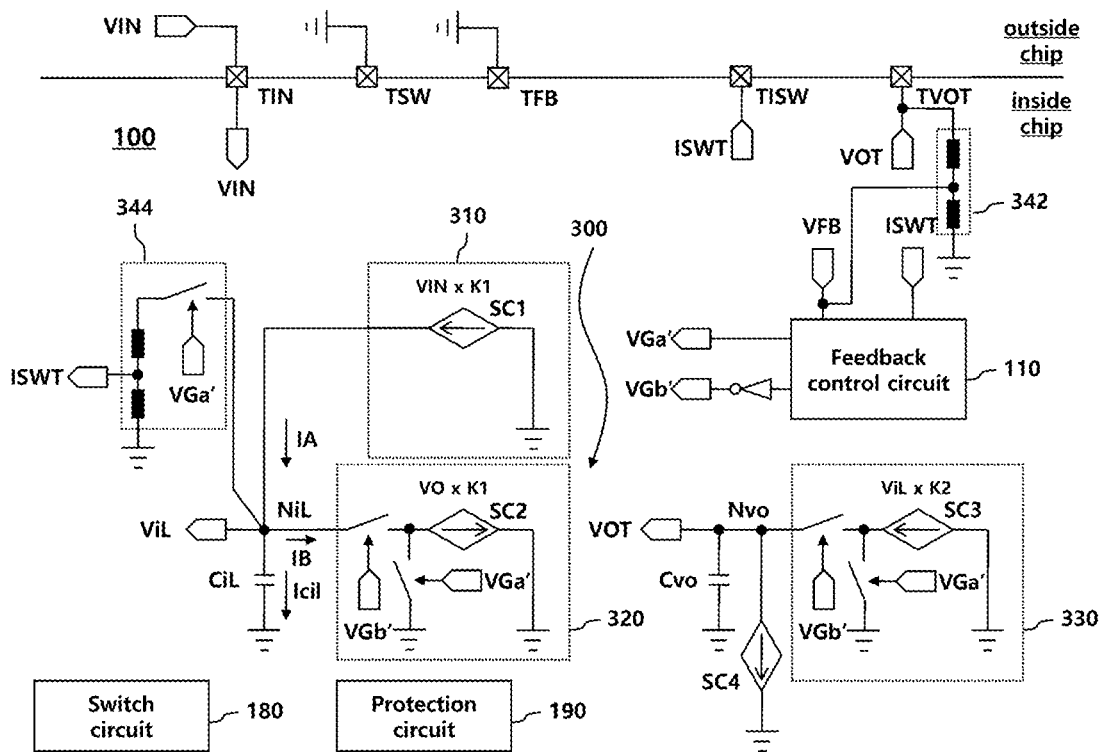 VIN
outside
chip
TIN
TSW
TFB
TISW
TVOT
inside
chip
100
VIN
ISWT
VOT
342
344
310
300
VFB
ISWT
VIN x K1
SC1
VGa'
ISWT
VGa'
VGb'
Feedback
control circuit
110
IA
VO x K1
SC2
ViL x K2
SC3
ViL
NiL
VOT
Nvo
IB
CiL
Icil
VGa'
VGb'
320
Cvo
VGa'
VGb'
330
SC4
Switch
circuit
180
Protection
circuit
190